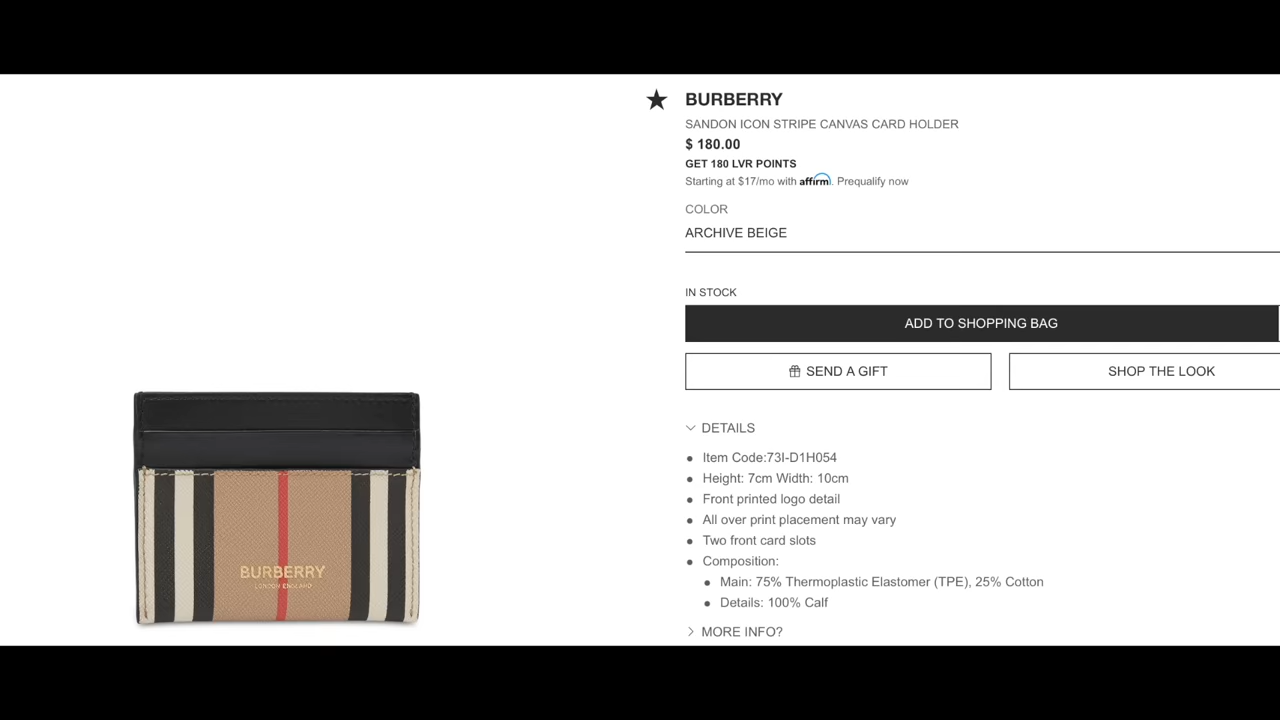 BURBERRY
SANDON ICON STRIPE CANVAS CARD HOLDER
$ 180.00
GET 180 LVR POINTS
Starting at $17/mo with affirm. Prequalify now
COLOR
ARCHIVE BEIGE
IN STOCK
ADD TO SHOPPING BAG
SEND A GIFT
SHOP THE LOOK
DETAILS
Item Code:73I-D1H054
Height: 7cm Width: 10cm
Front printed logo detail
All over print placement may vary
Two front card slots
Composition:
Main: 75% Thermoplastic Elastomer (TPE), 25% Cotton
Details: 100% Calf
MORE INFO?
BURBERRY
LONDON ENGLAND